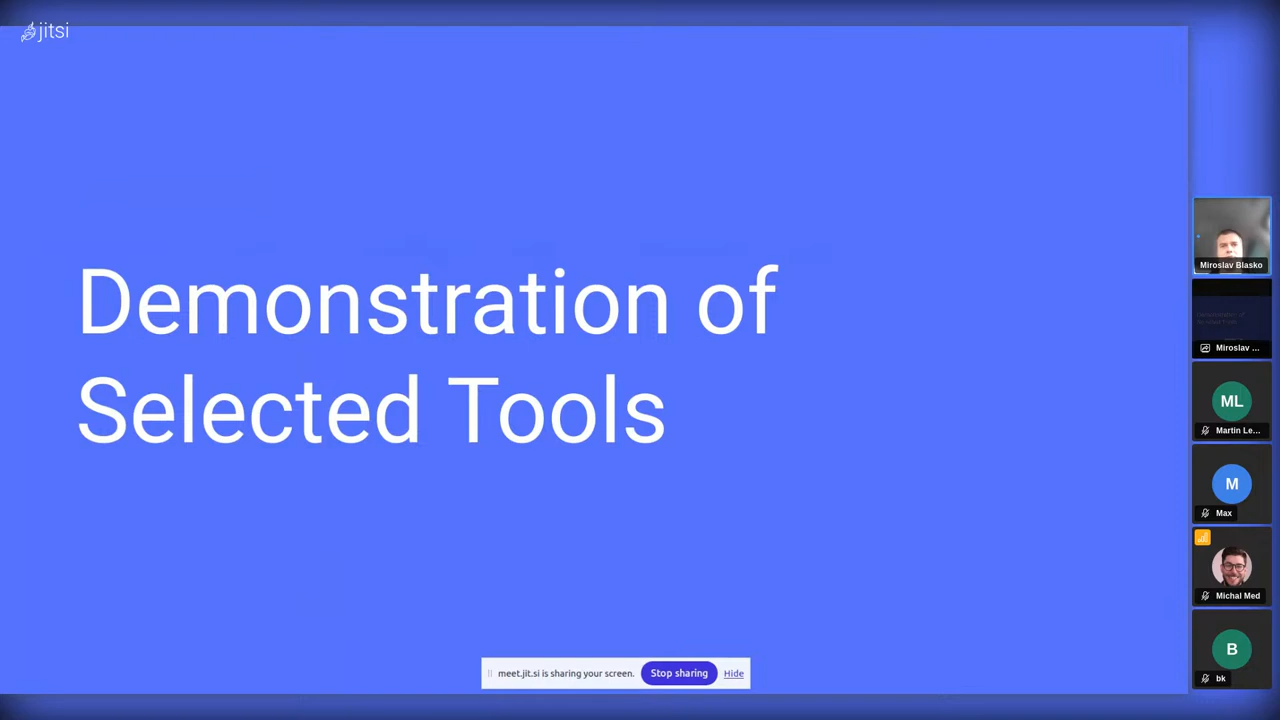 jitsi
Demonstration of
Selected Tools
Miroslav Blasko
Miroslav ...
ML
Martin Le...
M
Max
Michal Med
B
bk
meet.jit.si is sharing your screen.
Stop sharing
Hide